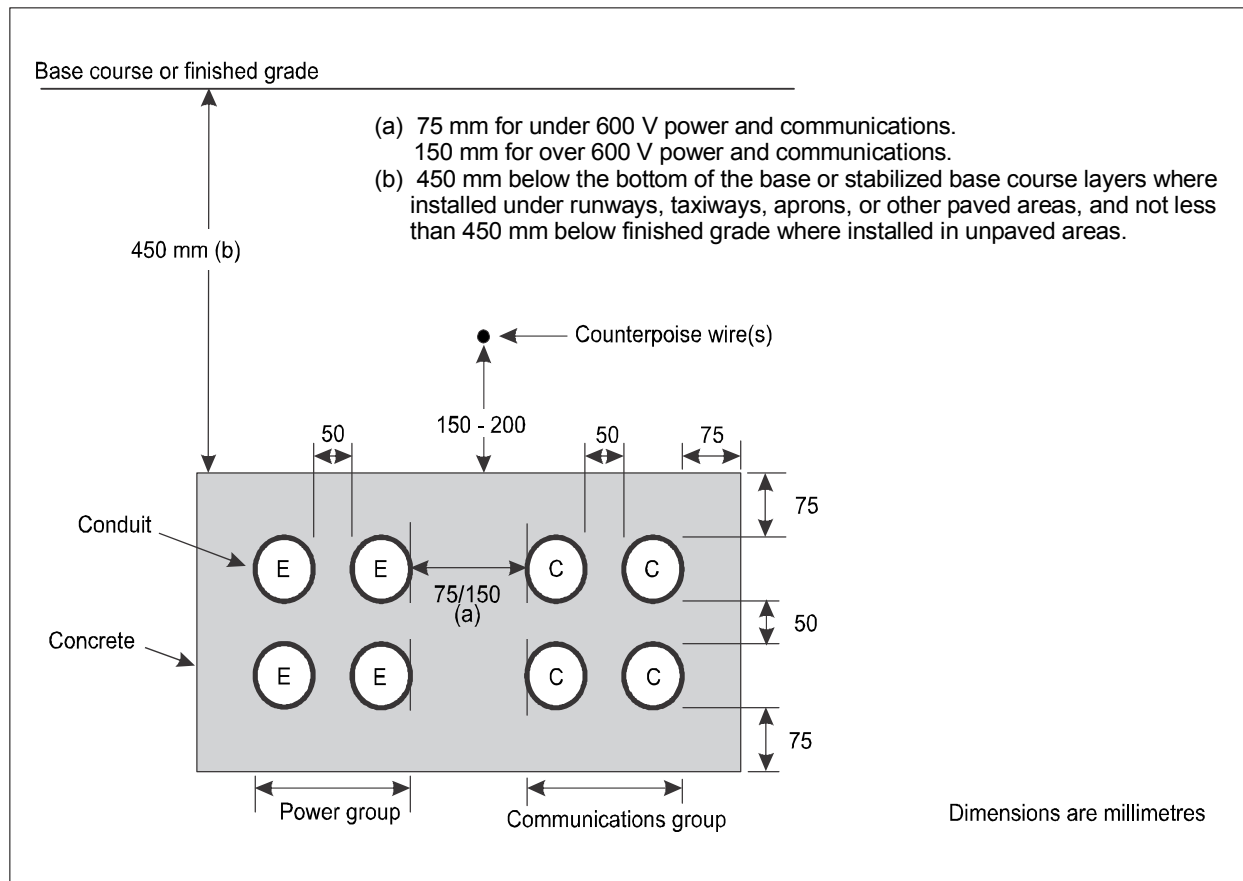 Base course or finished grade
(a) 75 mm for under 600 V power and communications.
150 mm for over 600 V power and communications.
(b) 450 mm below the bottom of the base or stabilized base course layers where
installed under runways, taxiways, aprons, or other paved areas, and not less
than 450 mm below finished grade where installed in unpaved areas.
450 mm (b)
Counterpoise wire(s)
150 - 200
50
50
75
75
Conduit
E
E
C
C
75/150
(a)
50
Concrete
E
E
C
C
75
Power group
Communications group
Dimensions are millimetres